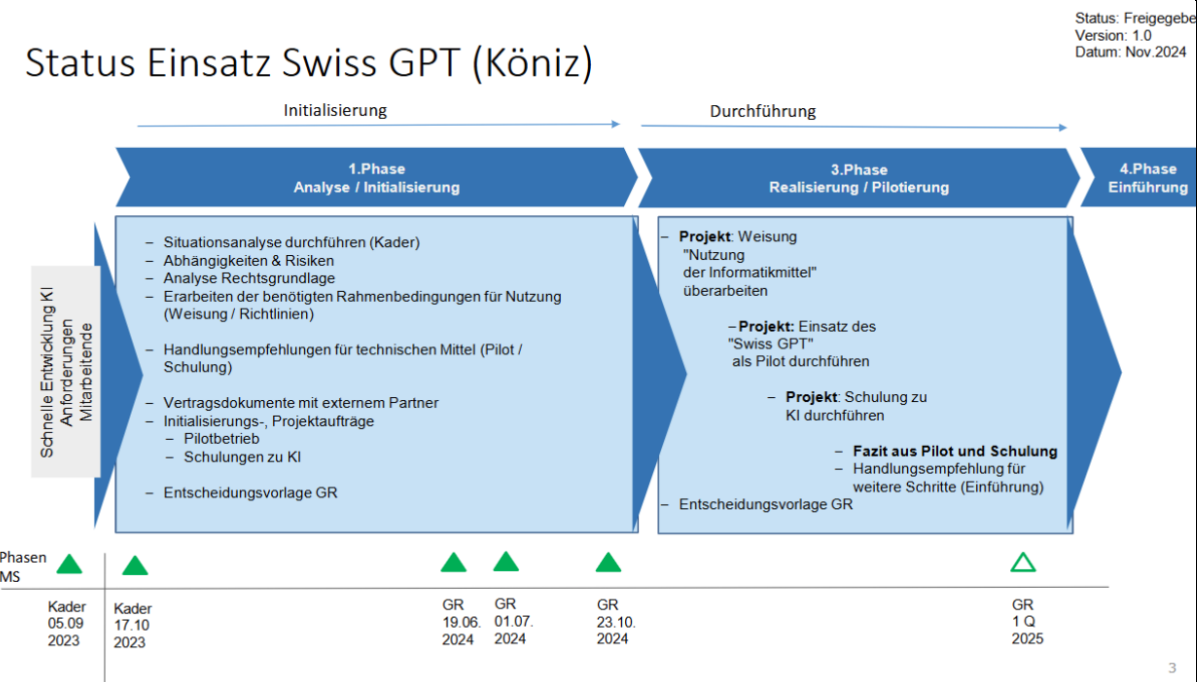 Status: Freigegebe
Version: 1.0
Datum: Nov.2024
Status Einsatz Swiss GPT (Köniz)
Initialisierung
Durchführung
1.Phase
Analyse / Initialisierung
3.Phase
Realisierung / Pilotierung
4.Phase
Einführung
Schnelle Entwicklung KI
Anforderungen
Mitarbeitende
– Situationsanalyse durchführen (Kader)
– Abhängigkeiten & Risiken
– Analyse Rechtsgrundlage
– Erarbeiten der benötigten Rahmenbedingungen für Nutzung
(Weisung / Richtlinien)
– Handlungsempfehlungen für technischen Mittel (Pilot /
Schulung)
– Vertragsdokumente mit externem Partner
– Initialisierungs-, Projektaufträge
– Pilotbetrieb
– Schulungen zu KI
– Entscheidungsvorlage GR
– Projekt: Weisung
"Nutzung
der Informatikmittel"
überarbeiten
–Projekt: Einsatz des
"Swiss GPT"
als Pilot durchführen
– Projekt: Schulung zu
KI durchführen
– Fazit aus Pilot und Schulung
– Handlungsempfehlung für
weitere Schritte (Einführung)
– Entscheidungsvorlage GR
Phasen
MS
Kader
05.09
2023
Kader
17.10
2023
GR
19.06.
2024
GR
01.07.
2024
GR
23.10.
2024
GR
1 Q
2025
3